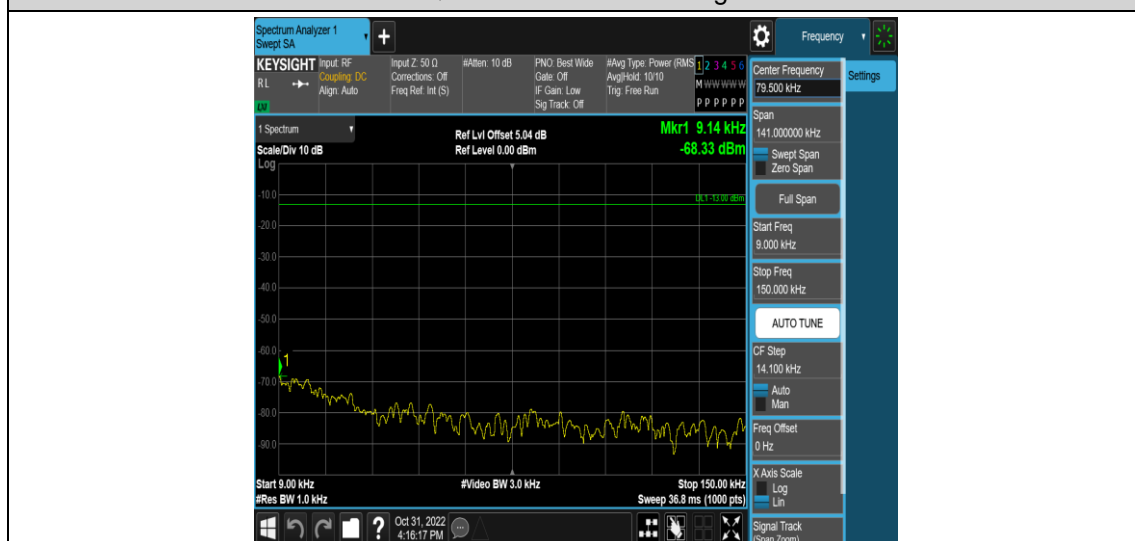 Spectrum Analyzer 1
Swept SA
+
Frequency
KEYSIGHT
RL
LXI
Input: RF
Coupling: DC
Align: Auto
Input Z: 50 Ω
Corrections: Off
Freq Ref: Int (S)
#Atten: 10 dB
PNO: Best Wide
Gate: Off
IF Gain: Low
Sig Track: Off
#Avg Type: Power (RMS
Avg|Hold: 10/10
Trig: Free Run
1 2 3 4 5 6
M W W W W W
P P P P P P
1 Spectrum
Scale/Div 10 dB
Ref Lvl Offset 5.04 dB
Ref Level 0.00 dBm
Mkr1 9.14 kHz
-68.33 dBm
Log
DL1 -13.00 dBm
-10.0
-20.0
-30.0
-40.0
-50.0
-60.0
1
-70.0
-80.0
-90.0
Start 9.00 kHz
#Res BW 1.0 kHz
#Video BW 3.0 kHz
Stop 150.00 kHz
Sweep 36.8 ms (1000 pts)
?
Oct 31, 2022
4:16:17 PM
Center Frequency
79.500 kHz
Settings
Span
141.000000 kHz
Swept Span
Zero Span
Full Span
Start Freq
9.000 kHz
Stop Freq
150.000 kHz
AUTO TUNE
CF Step
14.100 kHz
Auto
Man
Freq Offset
0 Hz
X Axis Scale
Log
Lin
Signal Track
(Span Zoom)